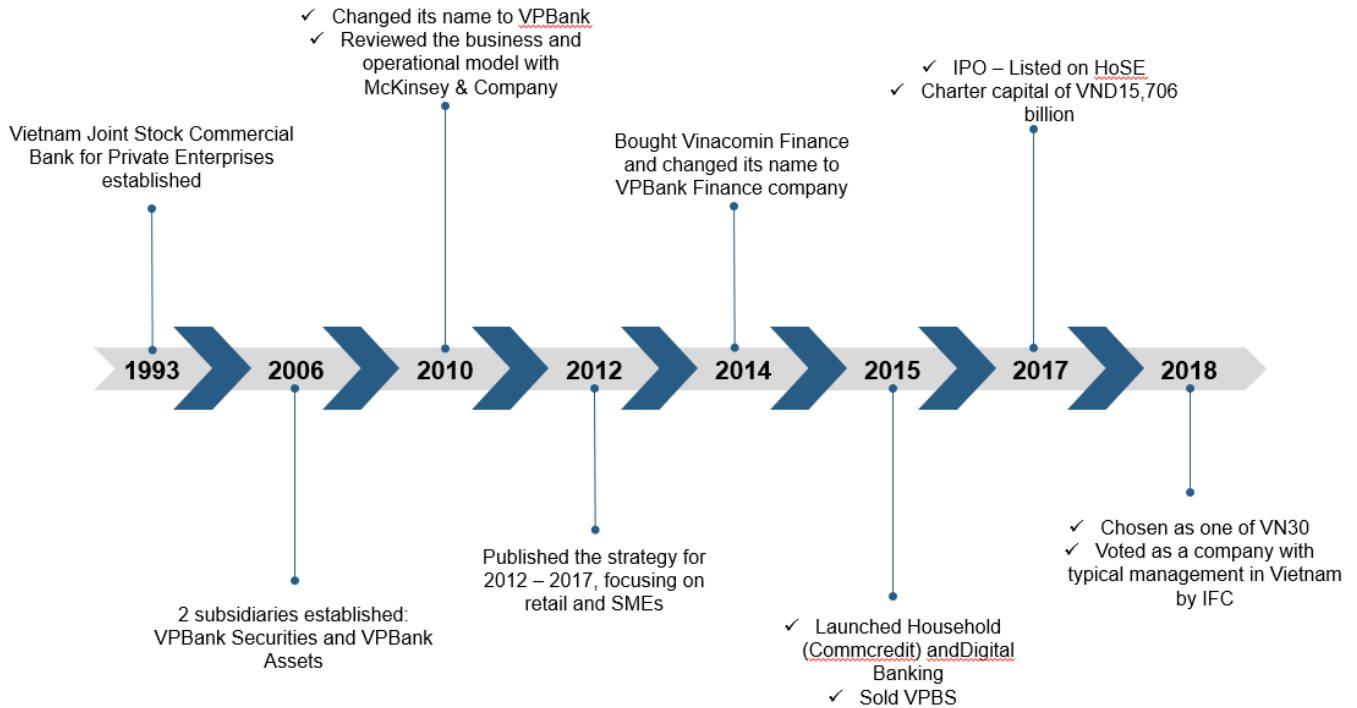 ✓ Changed its name to VPBank
✓ Reviewed the business and
operational model with
McKinsey & Company
✓ IPO – Listed on HoSE
✓ Charter capital of VND15,706
billion
Vietnam Joint Stock Commercial
Bank for Private Enterprises
established
Bought Vinacomin Finance
and changed its name to
VPBank Finance company
1993
2006
2010
2012
2014
2015
2017
2018
2 subsidiaries established:
VPBank Securities and VPBank
Assets
Published the strategy for
2012 – 2017, focusing on
retail and SMEs
✓ Launched Household
(Commcredit) andDigital
Banking
✓ Sold VPBS
✓ Chosen as one of VN30
✓ Voted as a company with
typical management in Vietnam
by IFC